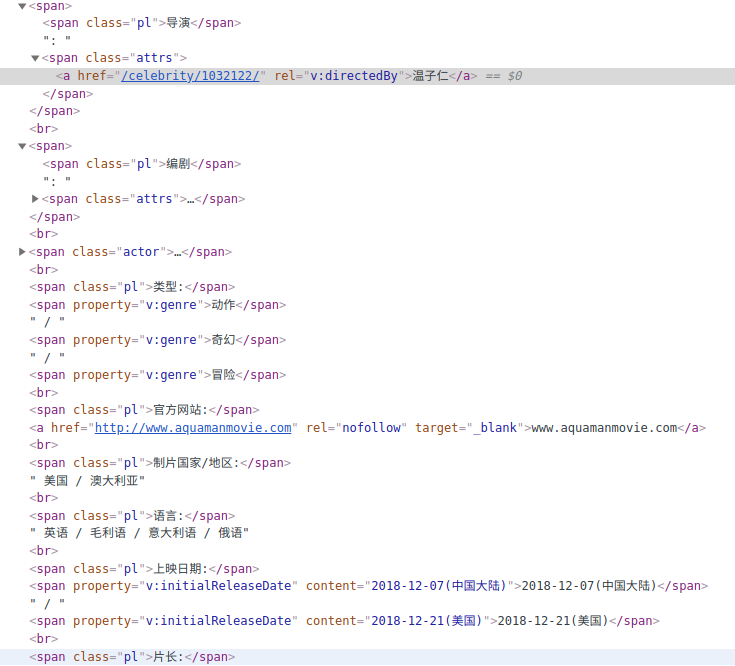 ▼<span>
<span class="pl">导演</span>
": "
▼<span class="attrs">
<a href="/celebrity/1032122/" rel="v:directedBy">温子仁</a> == $0
</span>
</span>
<br>
▼<span>
<span class="pl">编剧</span>
": "
▶<span class="attrs">…</span>
</span>
<br>
▶<span class="actor">…</span>
<br>
<span class="pl">类型:</span>
<span property="v:genre">动作</span>
" / "
<span property="v:genre">奇幻</span>
" / "
<span property="v:genre">冒险</span>
<br>
<span class="pl">官方网站:</span>
<a href="http://www.aquamanmovie.com" rel="nofollow" target="_blank">www.aquamanmovie.com</a>
<br>
<span class="pl">制片国家/地区:</span>
" 美国 / 澳大利亚"
<br>
<span class="pl">语言:</span>
" 英语 / 毛利语 / 意大利语 / 俄语"
<br>
<span class="pl">上映日期:</span>
<span property="v:initialReleaseDate" content="2018-12-07(中国大陆)">2018-12-07(中国大陆)</span>
" / "
<span property="v:initialReleaseDate" content="2018-12-21(美国)">2018-12-21(美国)</span>
<br>
<span class="pl">片长:</span>